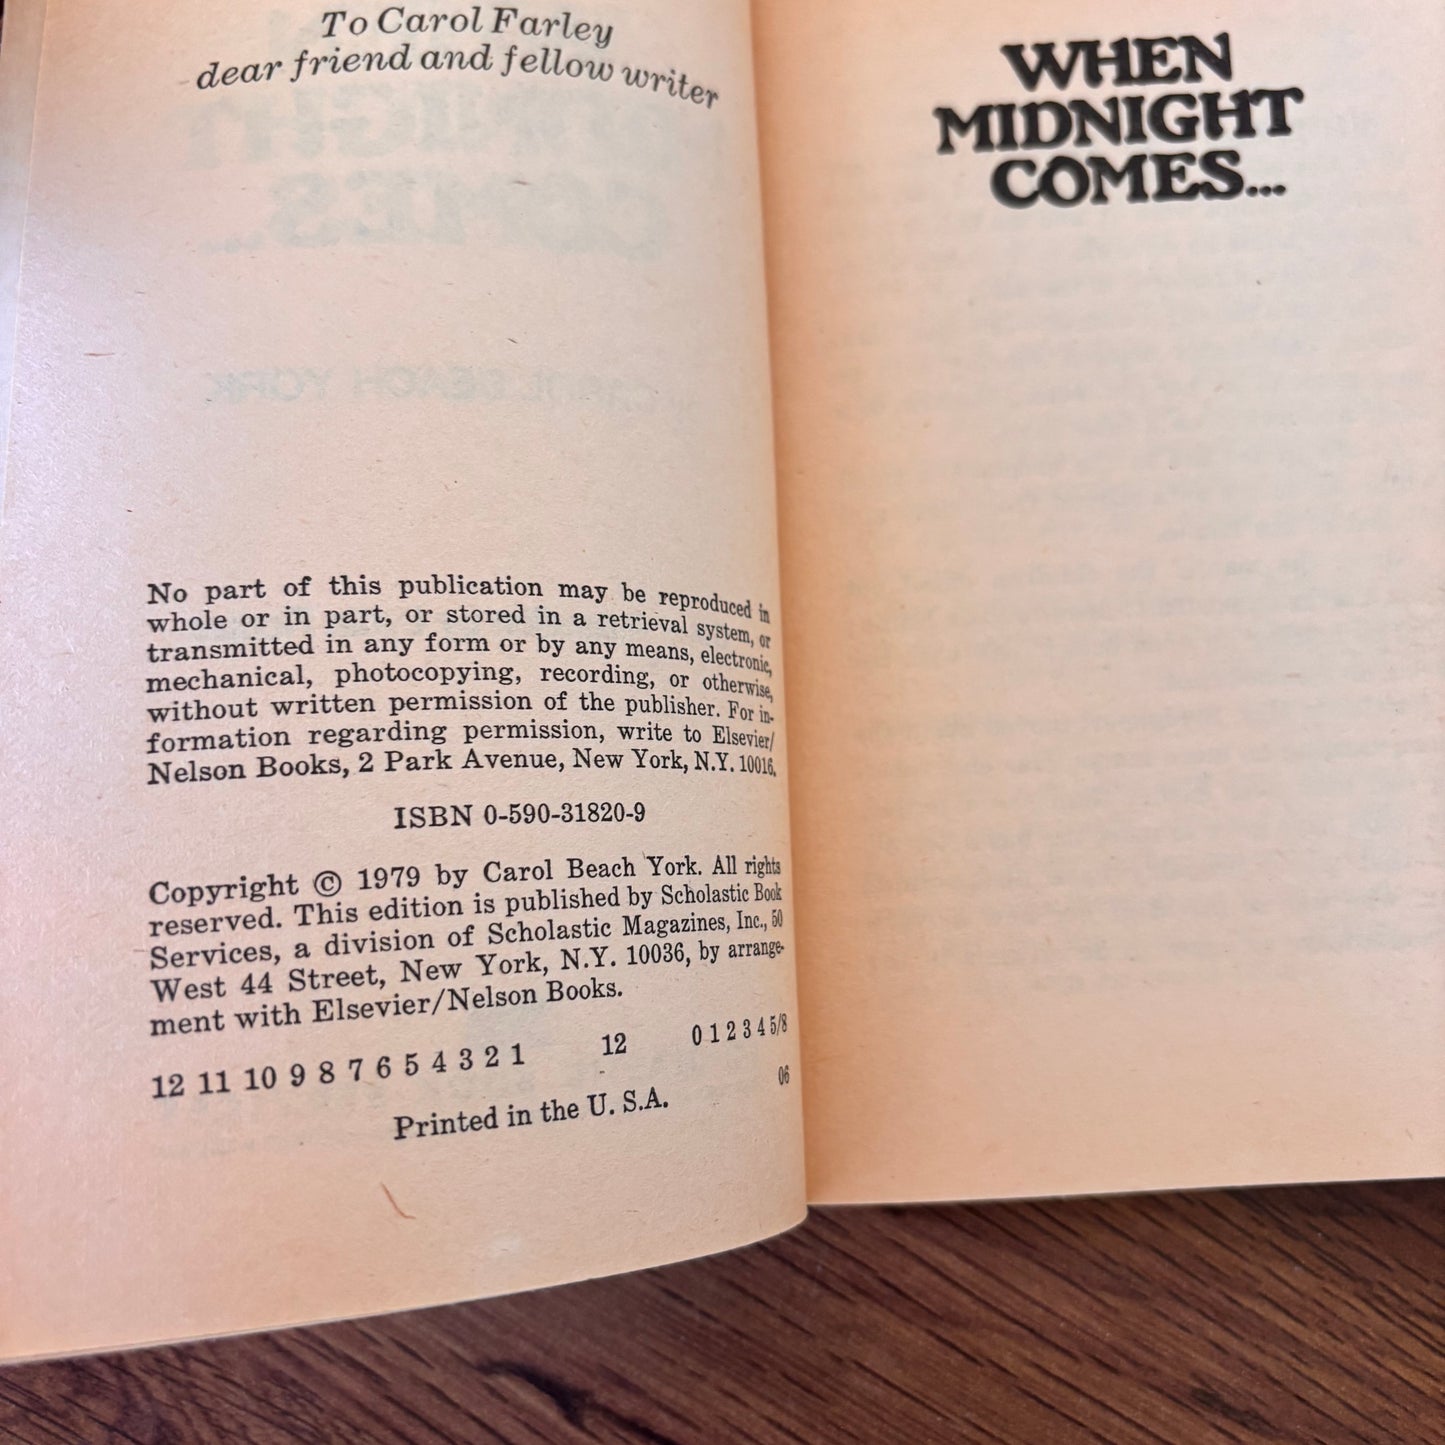 To Carol Farley
dear friend and fellow writer
No part of this publication may be reproduced in
whole or in part, or stored in a retrieval system, or
transmitted in any form or by any means, electronic,
mechanical, photocopying, recording, or otherwise,
without written permission of the publisher. For in-
formation regarding permission, write to Elsevier/
Nelson Books, 2 Park Avenue, New York, N.Y. 10016.
ISBN 0-590-31820-9
Copyright © 1979 by Carol Beach York. All rights
reserved. This edition is published by Scholastic Book
Services, a division of Scholastic Magazines, Inc., 50
West 44 Street, New York, N.Y. 10036, by arrange-
ment with Elsevier/Nelson Books.
12 11 10 9 8 7 6 5 4 3 2 1 12 0 1 2 3 4 5/8
06
Printed in the U. S.A.
WHEN
MIDNIGHT
COMES...